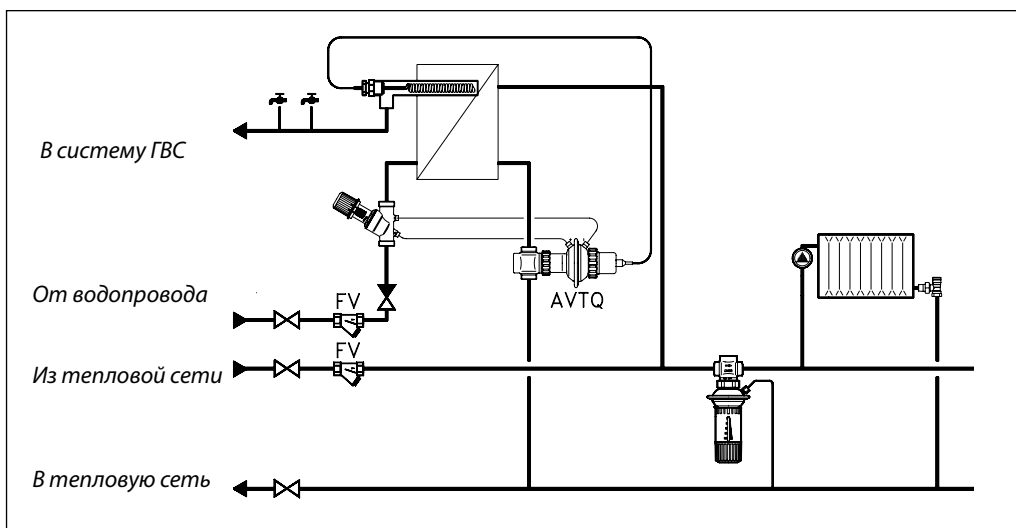 В систему ГВС
AVTQ
От водопровода
FV
FV
Из тепловой сети
В тепловую сеть